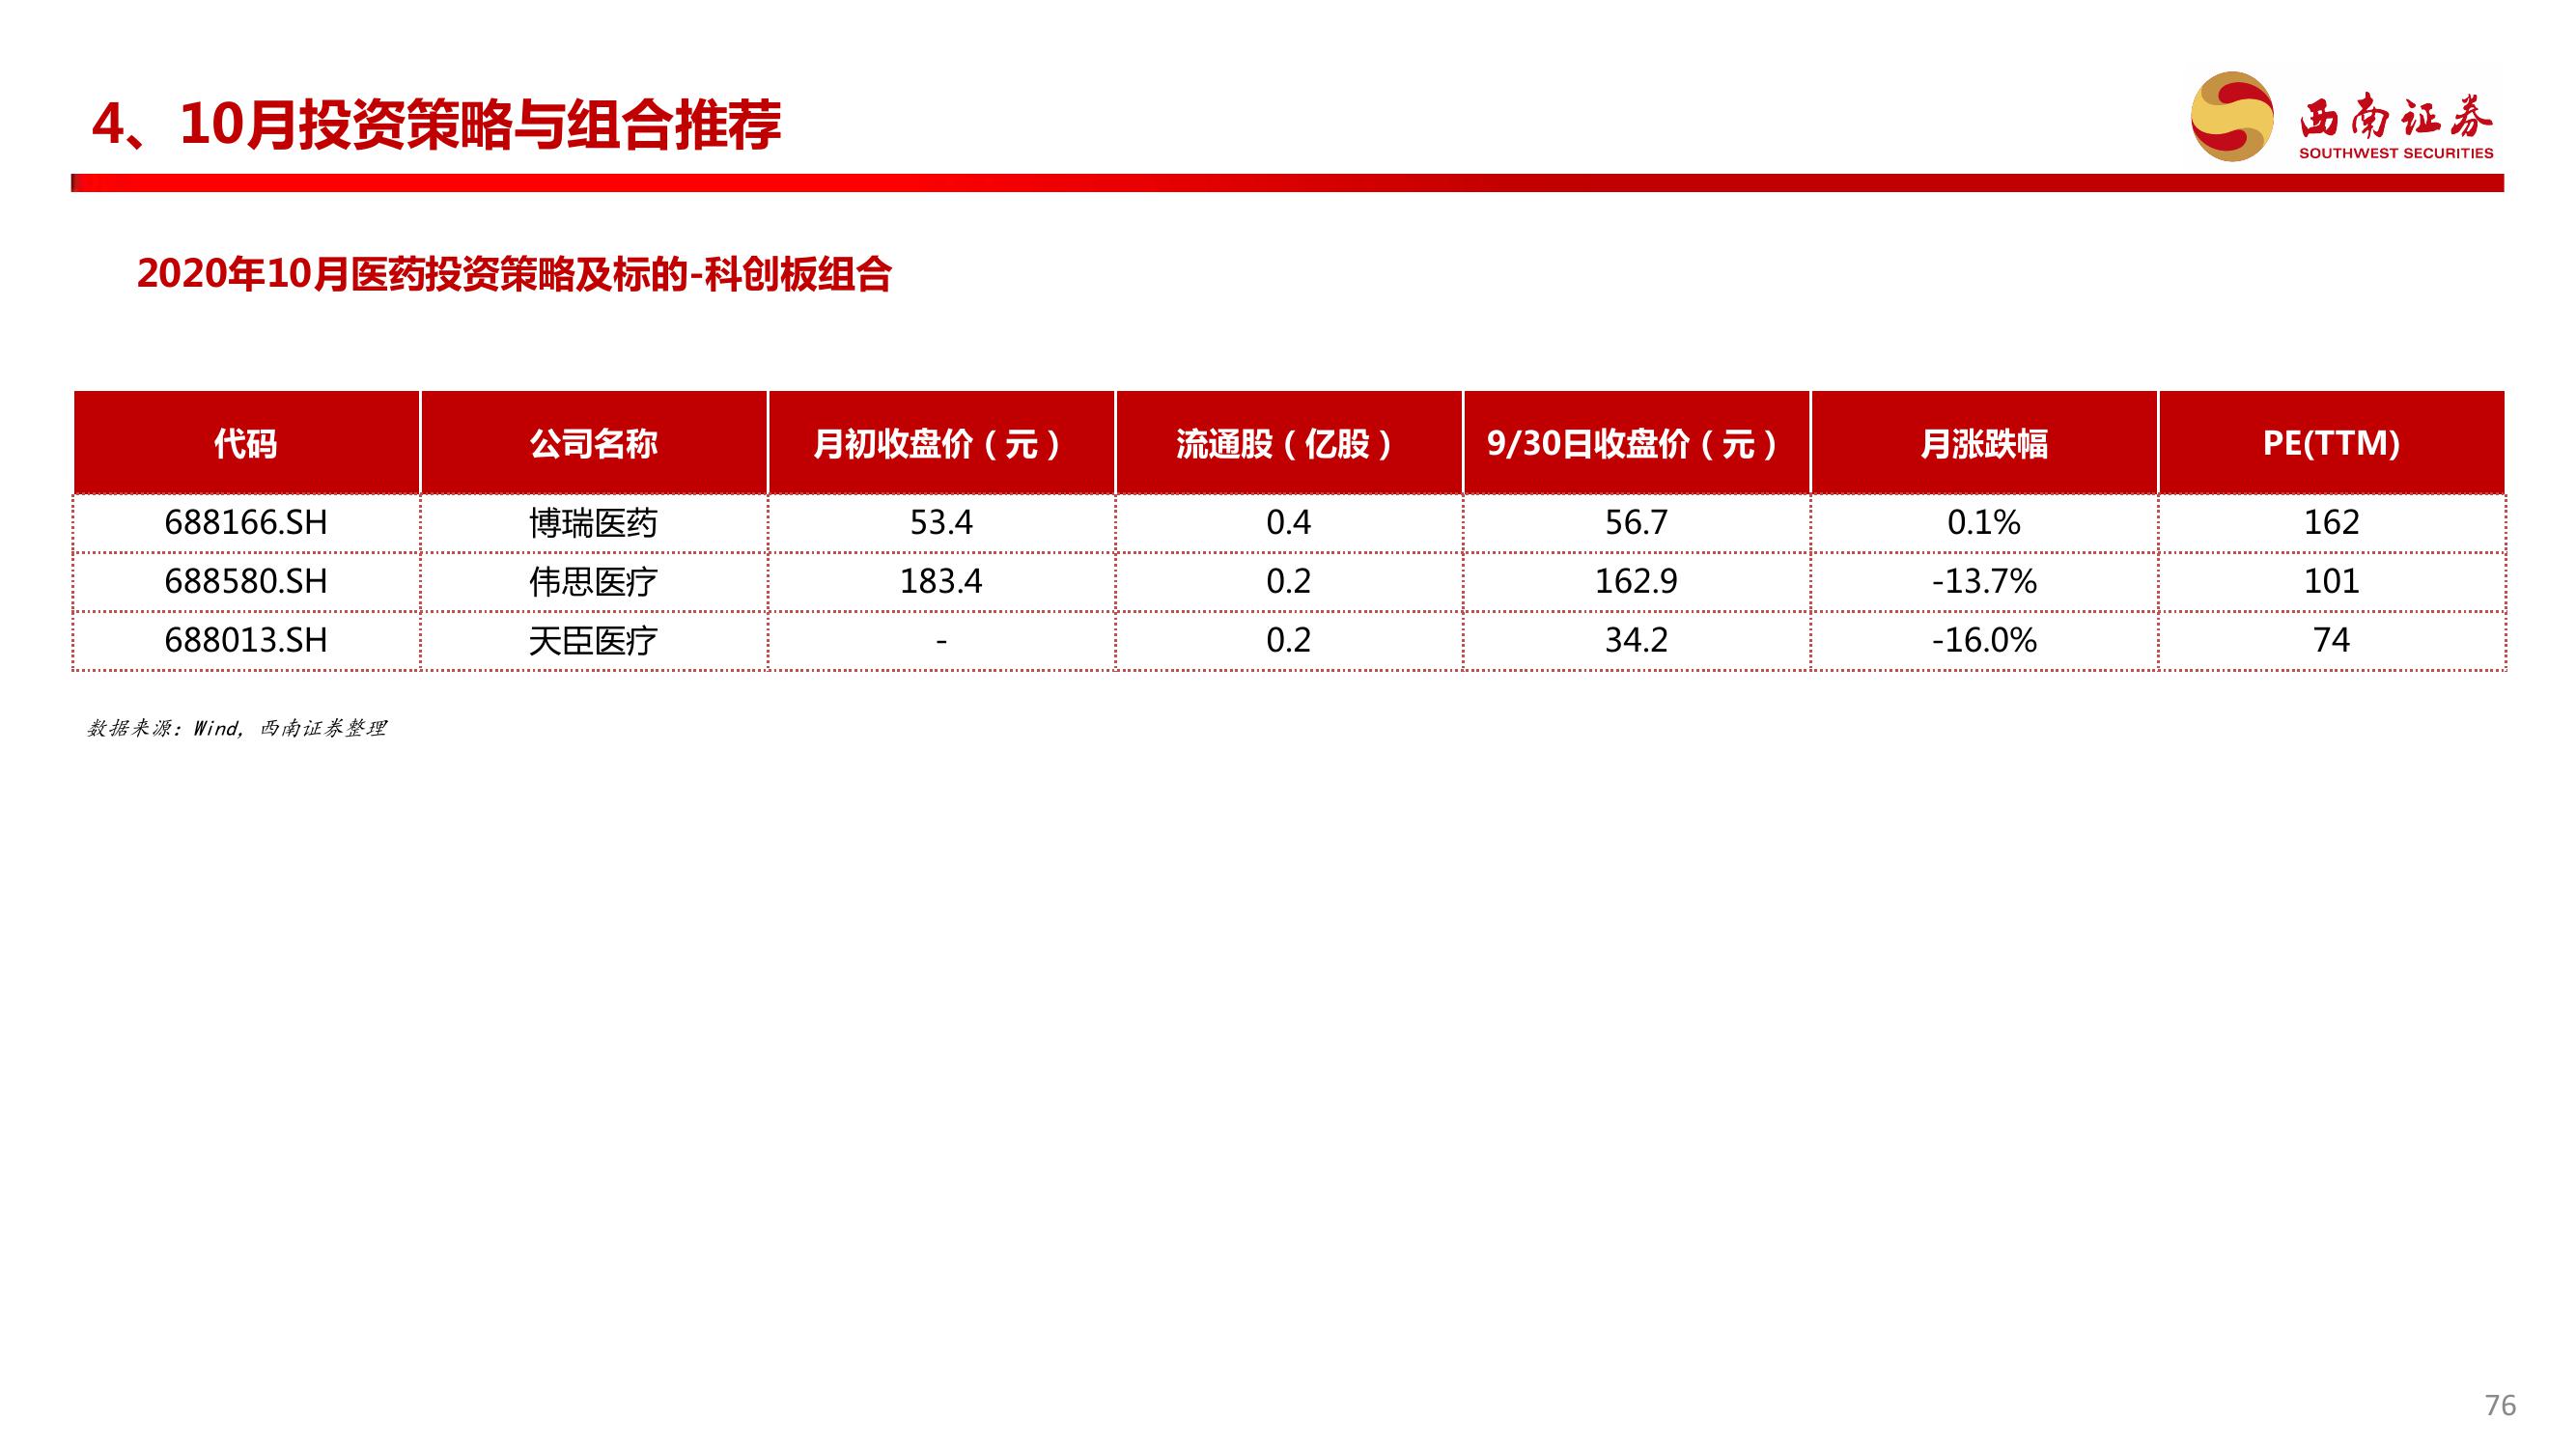 4、10月投资策略与组合推荐
西南证券
SOUTHWEST SECURITIES
2020年10月医药投资策略及标的-科创板组合
代码 公司名称 月初收盘价（元） 流通股（亿股） 9/30日收盘价（元） 月涨跌幅 PE(TTM)
688166.SH 博瑞医药 53.4 0.4 56.7 0.1% 162
688580.SH 伟思医疗 183.4 0.2 162.9 -13.7% 101
688013.SH 天臣医疗 - 0.2 34.2 -16.0% 74
数据来源：Wind, 西南证券整理
76